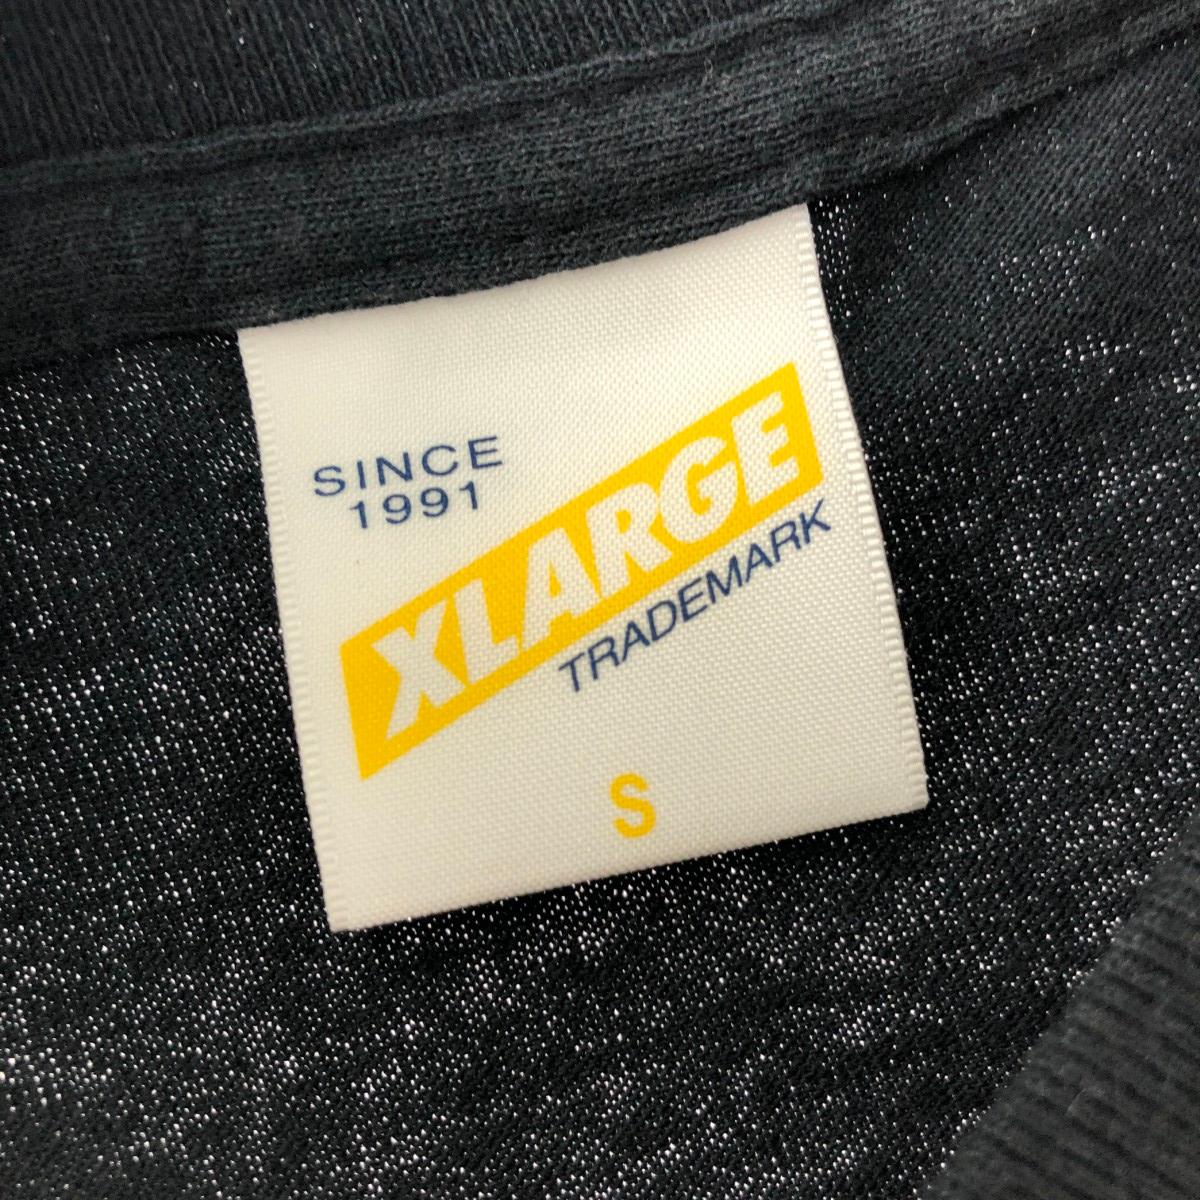 SINCE
1991
XLARGE
TRADEMARK
S